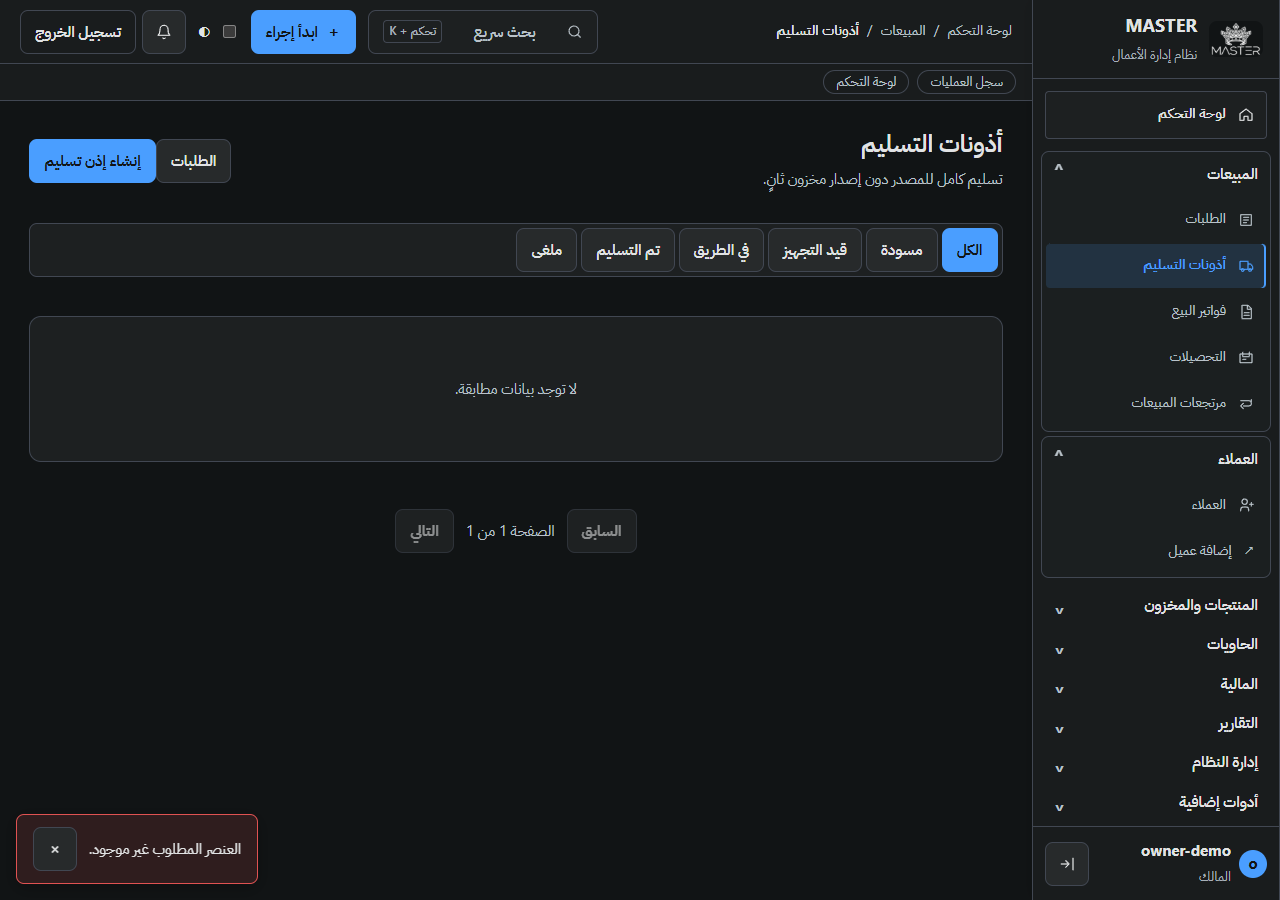 MASTER
نظام إدارة الأعمال
MASTER
لوحة التحكم / المبيعات / أذونات التسليم
بحث سريع
تحكم + K
+ ابدأ إجراء
تسجيل الخروج
سجل العمليات
لوحة التحكم
لوحة التحكم
المبيعات
الطلبات
أذونات التسليم
فواتير البيع
التحصيلات
مرتجعات المبيعات
العملاء
العملاء
إضافة عميل
المنتجات والمخزون
الحاويات
المالية
التقارير
إدارة النظام
أدوات إضافية
owner-demo
المالك
o
أذونات التسليم
تسليم كامل للمصدر دون إصدار مخزون ثانٍ.
الطلبات
إنشاء إذن تسليم
الكل
مسودة
قيد التجهيز
في الطريق
تم التسليم
ملغى
لا توجد بيانات مطابقة.
السابق
الصفحة 1 من 1
التالي
العنصر المطلوب غير موجود.
×